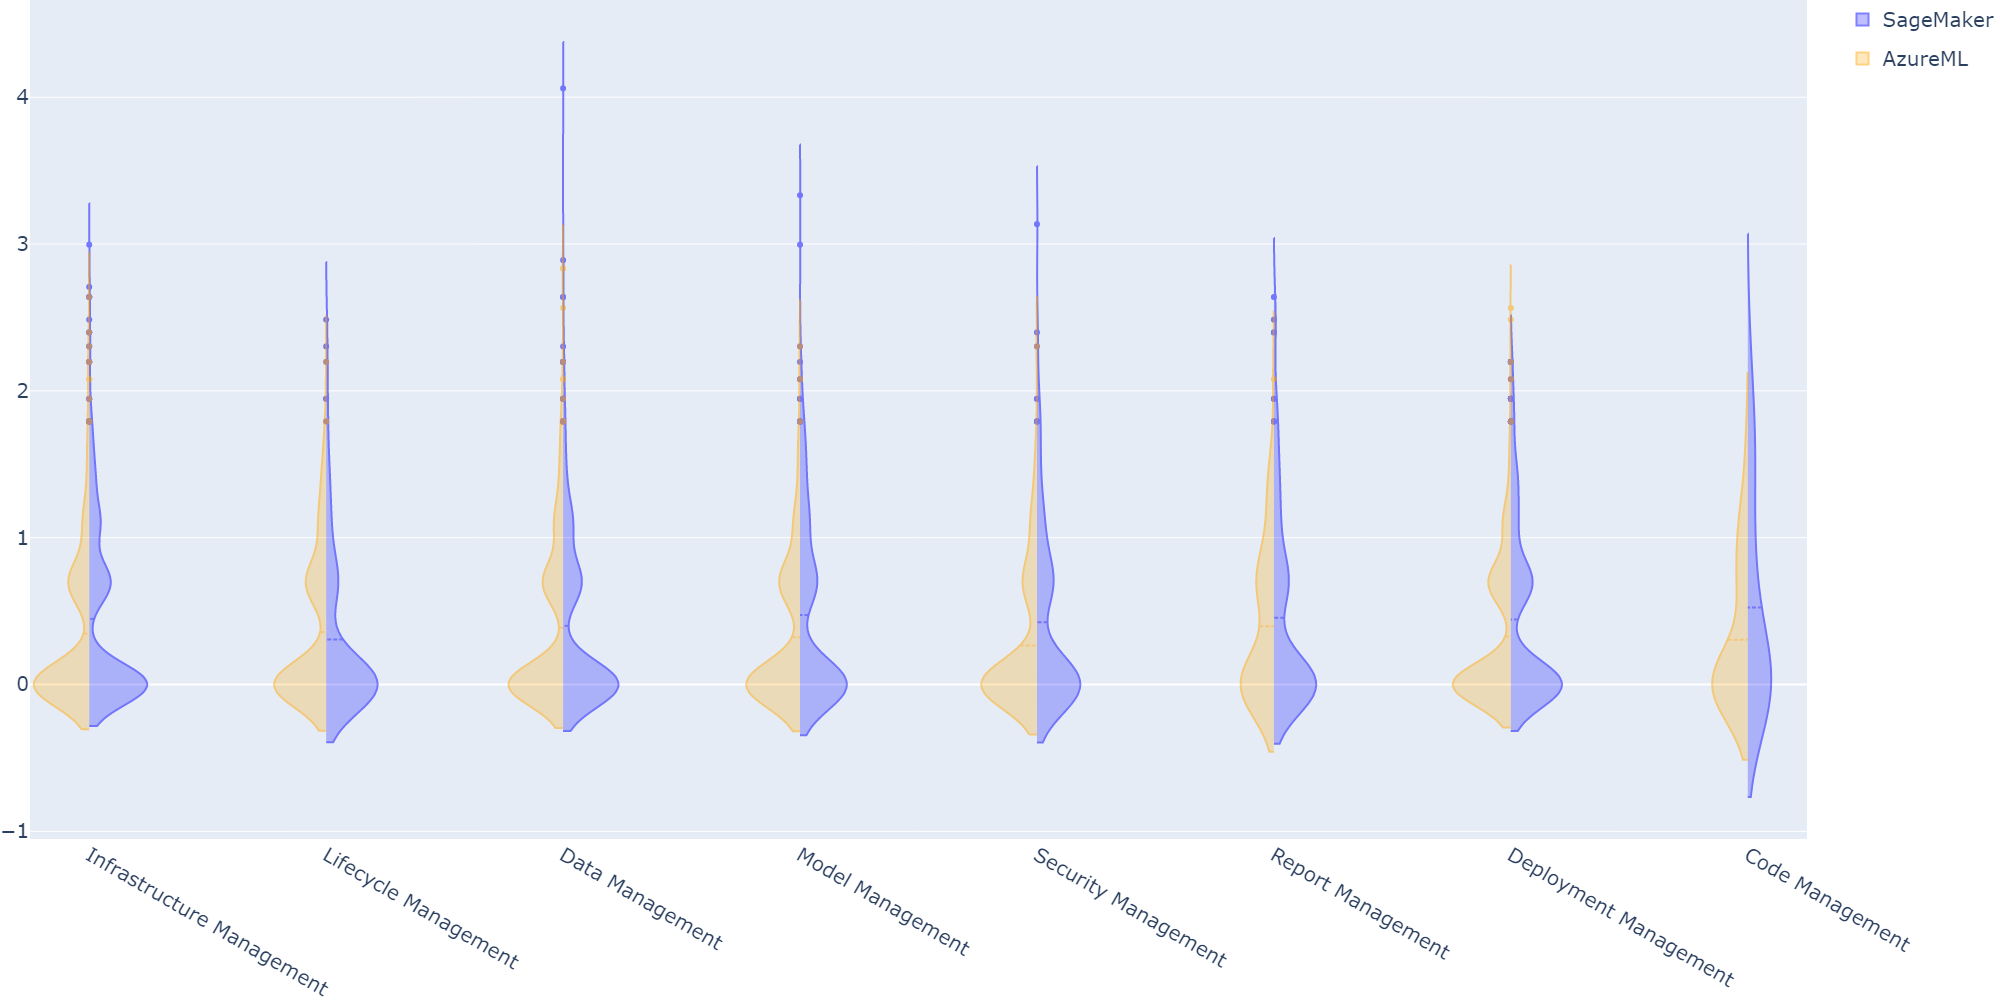 SageMaker
AzureML
4
3
2
1
0
−1
Infrastructure Management
Lifecycle Management
Data Management
Model Management
Security Management
Report Management
Deployment Management
Code Management